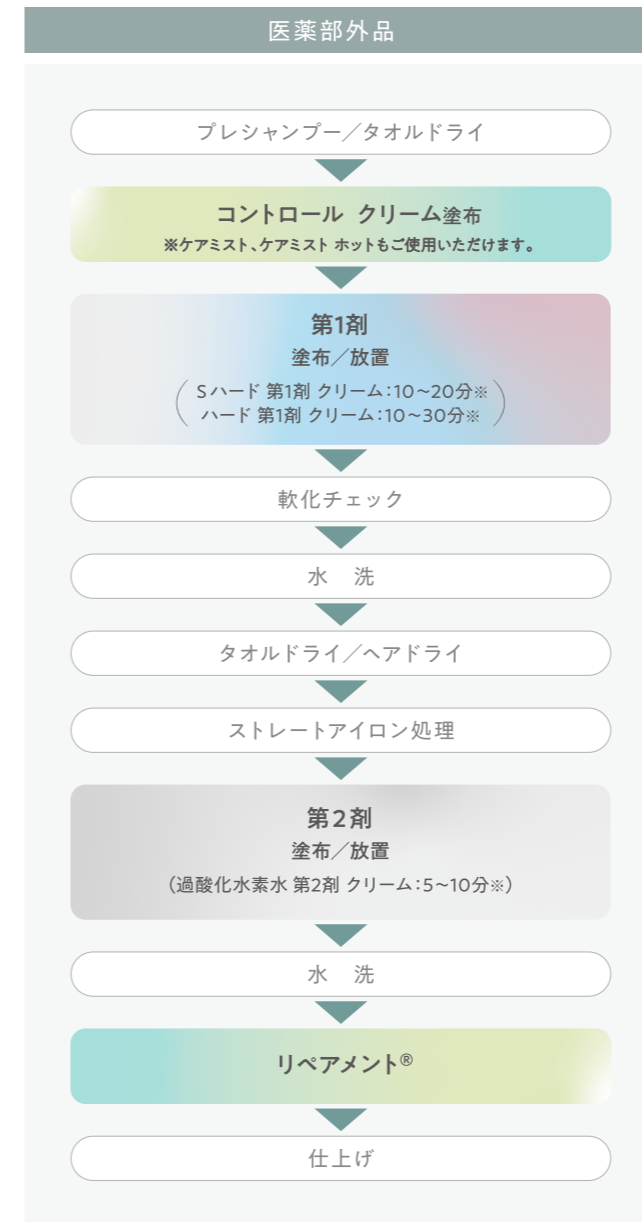 医薬部外品
プレシャンプー／タオルドライ
コントロール クリーム塗布
※ケアミスト、ケアミスト ホットもご使用いただけます。
第1剤
塗布／放置
Sハード 第1剤 クリーム：10〜20分※
ハード 第1剤 クリーム：10〜30分※
軟化チェック
水 洗
タオルドライ／ヘアドライ
ストレートアイロン処理
第2剤
塗布／放置
（過酸化水素水 第2剤 クリーム：5〜10分※）
水 洗
リペアメント®
仕上げ